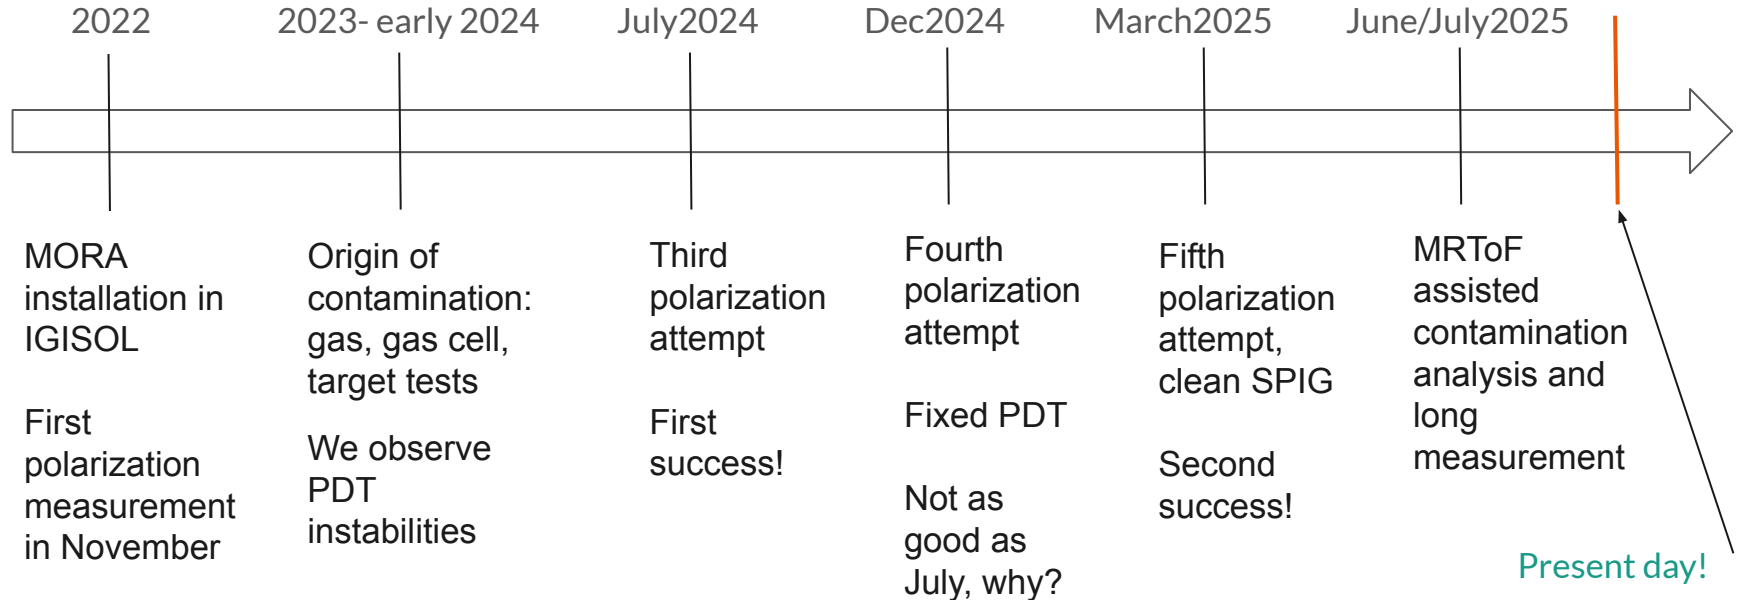 2022
2023- early 2024
July2024
Dec2024
March2025
June/July2025
MORA
installation in
IGISOL
First
polarization
measurement
in November
Origin of
contamination:
gas, gas cell,
target tests
We observe
PDT
instabilities
Third
polarization
attempt
First
success!
Fourth
polarization
attempt
Fixed PDT
Not as
good as
July, why?
Fifth
polarization
attempt,
clean SPIG
Second
success!
MRToF
assisted
contamination
analysis and
long
measurement
Present day!